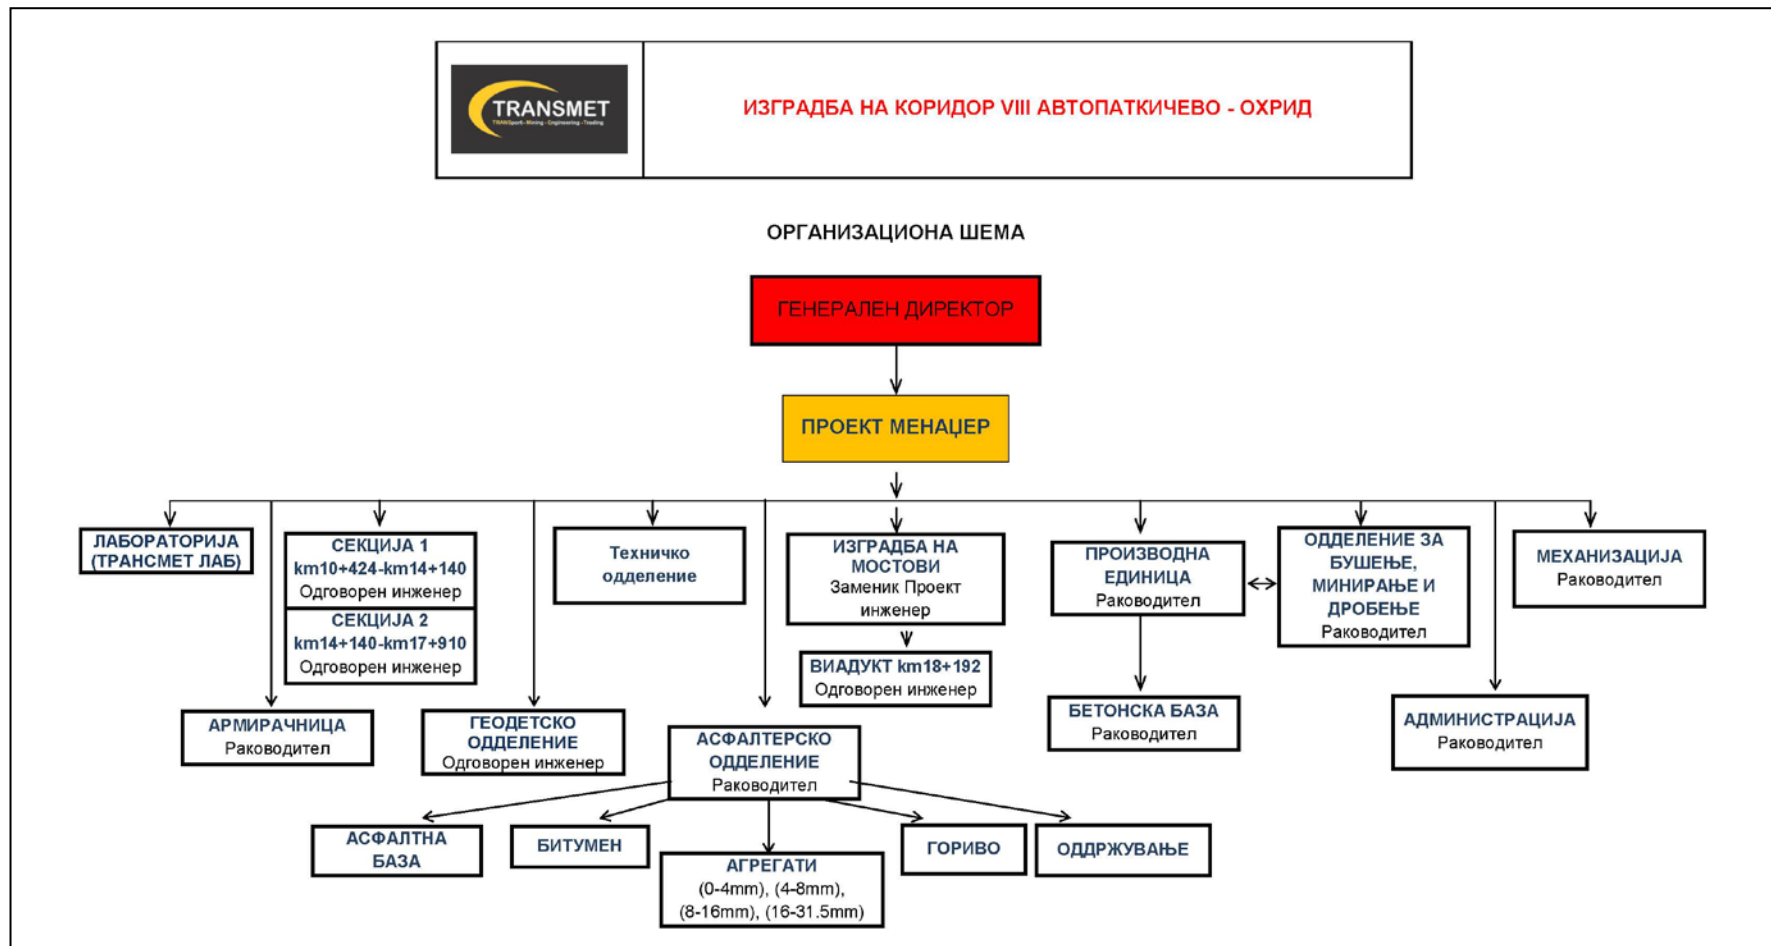 TRANSMET
TRANSport - Mining - Engineering - Trading
ИЗГРАДБА НА КОРИДОР VIII АВТОПАТКИЧЕВО - ОХРИД
ОРГАНИЗАЦИОНА ШЕМА
ГЕНЕРАЛЕН ДИРЕКТОР
ПРОЕКТ МЕНАЏЕР
ЛАБОРАТОРИЈА
(ТРАНСМЕТ ЛАБ)
СЕКЦИЈА 1
km10+424-km14+140
Одговорен инженер
СЕКЦИЈА 2
km14+140-km17+910
Одговорен инженер
Техничко
одделение
ИЗГРАДБА НА
МОСТОВИ
Заменик Проект
инженер
ВИАДУКТ km18+192
Одговорен инженер
ПРОИЗВОДНА
ЕДИНИЦА
Раководител
ОДДЕЛЕНИЕ ЗА
БУШЕЊЕ,
МИНИРАЊЕ И
ДРОБЕЊЕ
Раководител
МЕХАНИЗАЦИЈА
Раководител
АРМИРАЧНИЦА
Раководител
ГЕОДЕТСКО
ОДДЕЛЕНИЕ
Одговорен инженер
АСФАЛТЕРСКО
ОДДЕЛЕНИЕ
Раководител
БЕТОНСКА БАЗА
Раководител
АДМИНИСТРАЦИЈА
Раководител
АСФАЛТНА
БАЗА
БИТУМЕН
АГРЕГАТИ
(0-4mm), (4-8mm),
(8-16mm), (16-31.5mm)
ГОРИВО
ОДДРЖУВАЊЕ